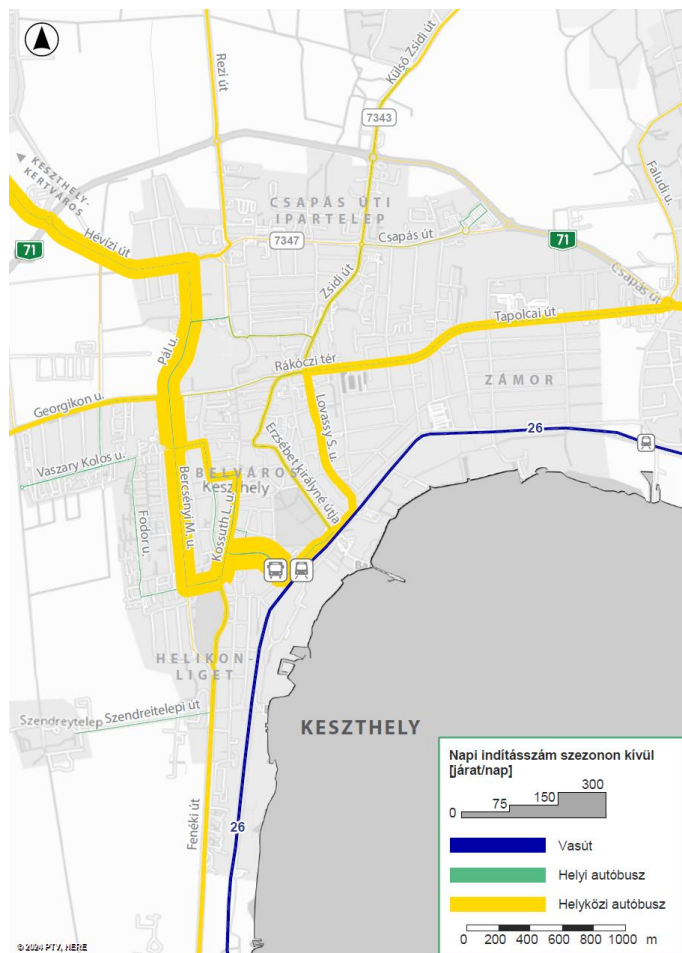 Rezi út
Külső Zsidi út
7343
KESZTHELY-
KERTVÁROS
Faludi u.
CSAPÁS ÚTI
IPARTELEP
71
Hévízi út
7347
Csapás út
71
Csapás út
Zsidi út
Tapolcai út
Pál u.
Rákóczi tér
ZÁMOR
Georgikon u.
Lovassy S. u.
26
Erzsébet királyné útja
Vaszary Kolos u.
BELVÁROS
Keszthely
Bercsényi M. u.
Kossuth L. u.
Fodor u.
Ba
HELIKON-
LIGET
Szendreytelep
Szendreitelepi út
KESZTHELY
Fenéki út
26
Napi indításszám szezonon kívül
[járat/nap]
0 75 150 300
Vasút
Helyi autóbusz
Helyközi autóbusz
0 200 400 600 800 1000 m
© 2024 PTV, HERE